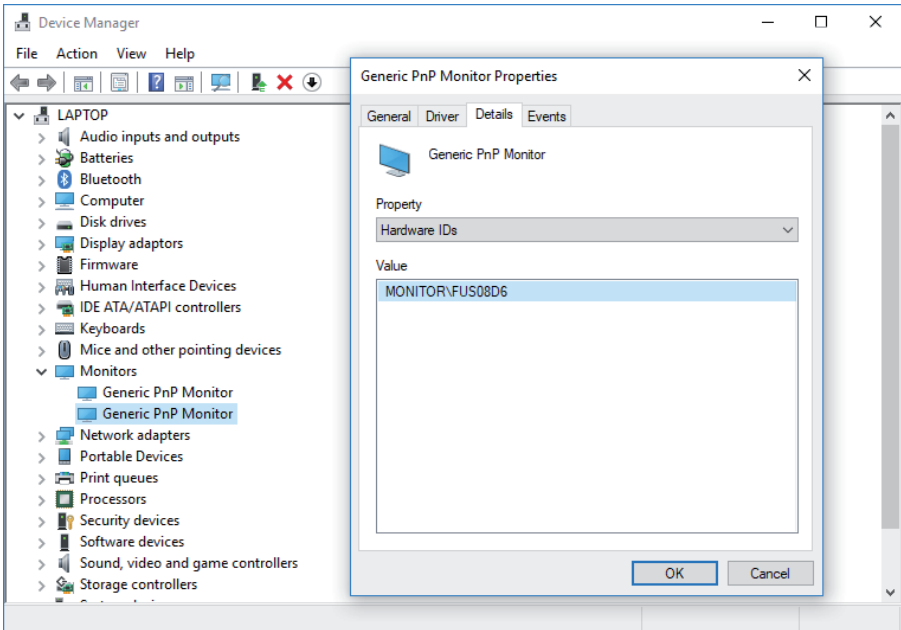 Device Manager
File Action View Help
LAPTOP
Audio inputs and outputs
Batteries
Bluetooth
Computer
Disk drives
Display adaptors
Firmware
Human Interface Devices
IDE ATA/ATAPI controllers
Keyboards
Mice and other pointing devices
Monitors
Generic PnP Monitor
Generic PnP Monitor
Network adapters
Portable Devices
Print queues
Processors
Security devices
Software devices
Sound, video and game controllers
Storage controllers
Generic PnP Monitor Properties
General Driver Details Events
Generic PnP Monitor
Property
Hardware IDs
Value
MONITOR\FUS08D6
OK Cancel